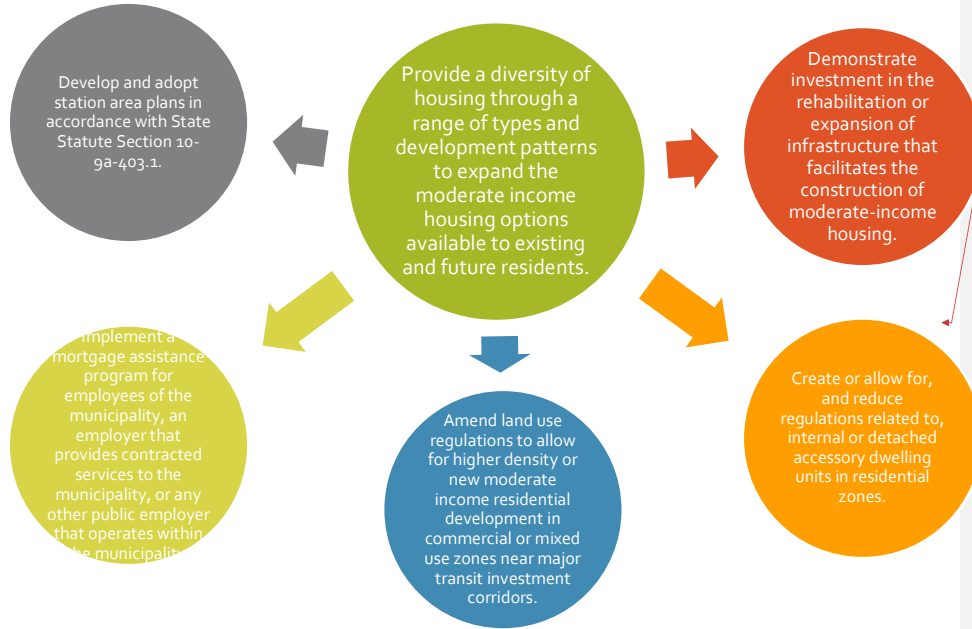 Develop and adopt
station area plans in
accordance with State
Statute Section 10-
9a-403.1.
Provide a diversity of
housing through a
range of types and
development patterns
to expand the
moderate income
housing options
available to existing
and future residents.
Demonstrate
investment in the
rehabilitation or
expansion of
infrastructure that
facilitates the
construction of
moderate-income
housing.
Implement a
mortgage assistance
program for
employees of the
municipality, an
employer that
provides contracted
services to the
municipality, or any
other public employer
that operates within
the municipality.
Amend land use
regulations to allow
for higher density or
new moderate
income residential
development in
commercial or mixed
use zones near major
transit investment
corridors.
Create or allow for,
and reduce
regulations related to,
internal or detached
accessory dwelling
units in residential
zones.